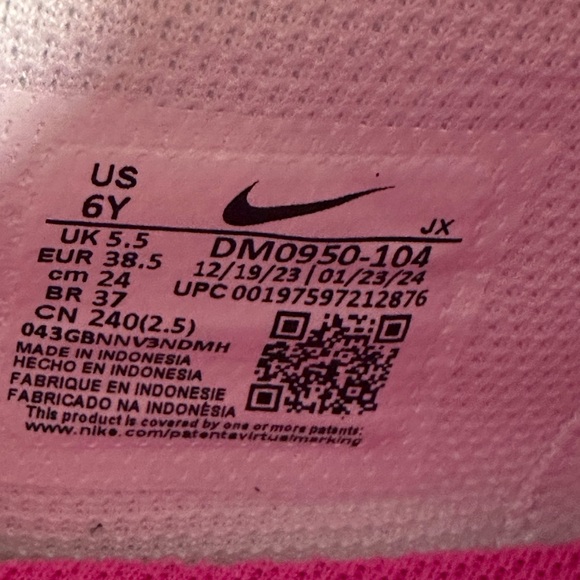 US
6Y
JX
UK 5.5
EUR 38.5
cm 24
BR 37
CN 240(2.5)
DM0950-104
12/19/23 | 01/23/24
UPC 00197597212876
043GBNNV3NDMH
MADE IN INDONESIA
HECHO EN INDONESIA
FABRIQUE EN INDONESIE
FABRICADO NA INDONÉSIA
This product is covered by one or more patents:
www.nike.com/patentsvirtualmarking